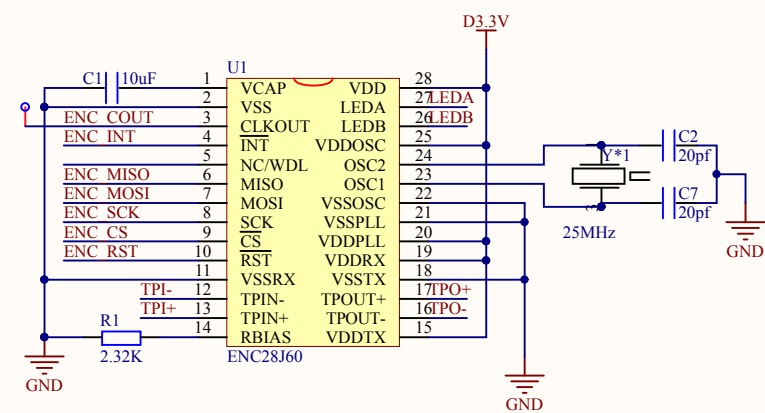 D3.3V
U1
C1 10uF 1 VCAP VDD 28
2 VSS LEDA 27 LEDA
ENC_COUT 3 CLKOUT LEDB 26 LEDB
ENC_INT 4 INT VDDOSC 25
5 NC/WDL OSC2 24
ENC_MISO 6 MISO OSC1 23
ENC_MOSI 7 MOSI VSSOSC 22
ENC_SCK 8 SCK VSSPLL 21
ENC_CS 9 CS VDDPLL 20
ENC_RST 10 RST VDDRX 19
11 VSSRX VSSTX 18
TPI- 12 TPIN- TPOUT+ 17 TPO+
TPI+ 13 TPIN+ TPOUT- 16 TPO-
R1 14 RBIAS VDDTX 15
2.32K
ENC28J60
GND
GND
Y*1
25MHz
C2
20pf
C7
20pf
GND